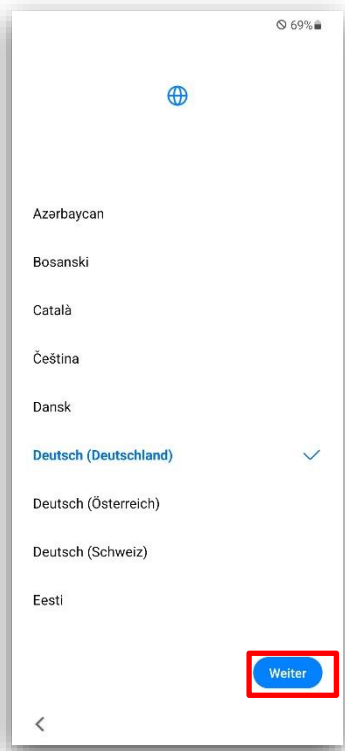 69%
Azərbaycan
Bosanski
Català
Čeština
Dansk
Deutsch (Deutschland)
Deutsch (Österreich)
Deutsch (Schweiz)
Eesti
Weiter